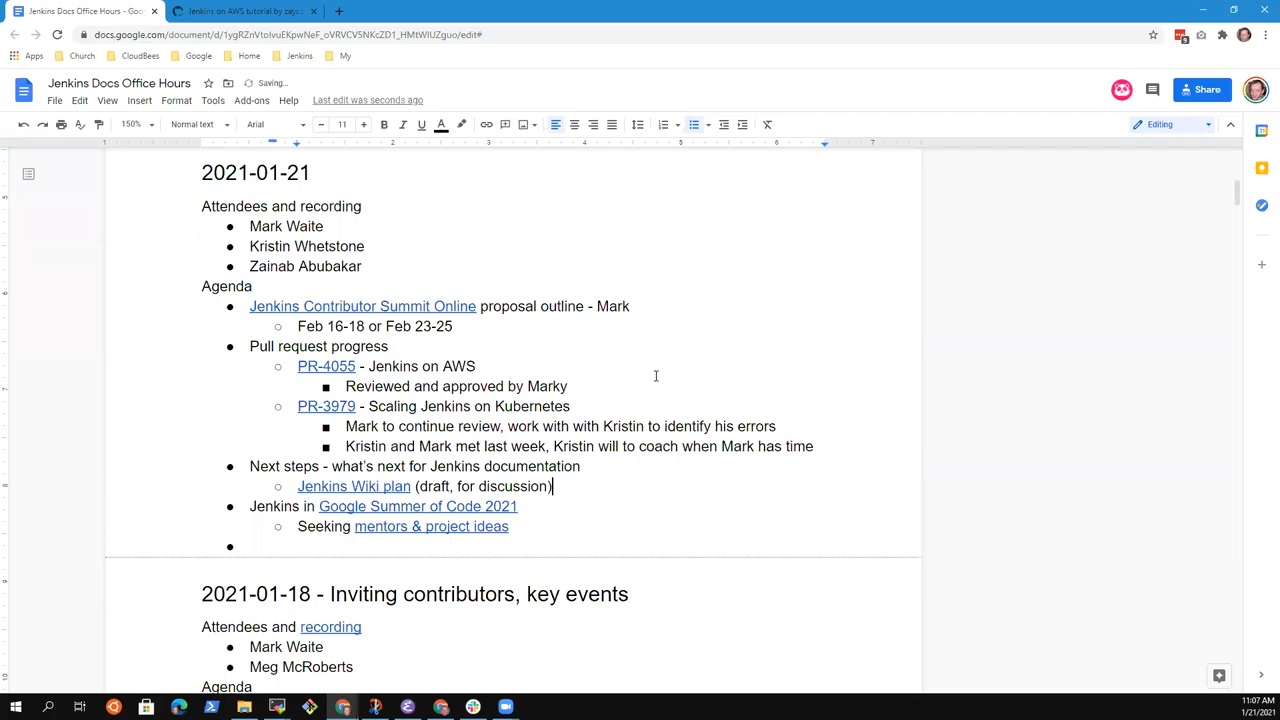 Jenkins Docs Office Hours - Goo
Jenkins on AWS tutorial by zayc
docs.google.com/document/d/1ygRZnVtoIvuEKpwNeF_oVRVCV5NKcZD1_HMtWIUZguo/edit#
Apps Church CloudBees Google Home Jenkins My
Jenkins Docs Office Hours Saving...
Share
File Edit View Insert Format Tools Add-ons Help Last edit was seconds ago
150% Normal text Arial 11 Editing
1 1 2 3 4 5 6 7
2021-01-21
Attendees and recording
● Mark Waite
● Kristin Whetstone
● Zainab Abubakar
Agenda
● Jenkins Contributor Summit Online proposal outline - Mark
○ Feb 16-18 or Feb 23-25
● Pull request progress
○ PR-4055 - Jenkins on AWS
■ Reviewed and approved by Marky
○ PR-3979 - Scaling Jenkins on Kubernetes
■ Mark to continue review, work with with Kristin to identify his errors
■ Kristin and Mark met last week, Kristin will to coach when Mark has time
● Next steps - what's next for Jenkins documentation
○ Jenkins Wiki plan (draft, for discussion)
● Jenkins in Google Summer of Code 2021
○ Seeking mentors & project ideas
●
2021-01-18 - Inviting contributors, key events
Attendees and recording
● Mark Waite
● Meg McRoberts
Agenda
11:07 AM
1/21/2021